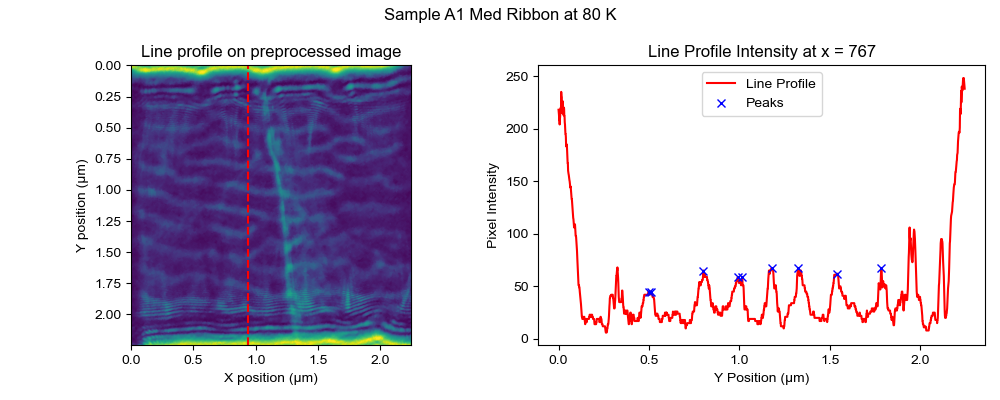 Sample A1 Med Ribbon at 80 K
Line profile on preprocessed image
0.00
0.25
0.50
0.75
1.00
1.25
1.50
1.75
2.00
Y position (µm)
0.0 0.5 1.0 1.5 2.0
X position (µm)
Line Profile Intensity at x = 767
Line Profile
Peaks
250
200
150
100
50
0
Pixel Intensity
0.0 0.5 1.0 1.5 2.0
Y Position (µm)